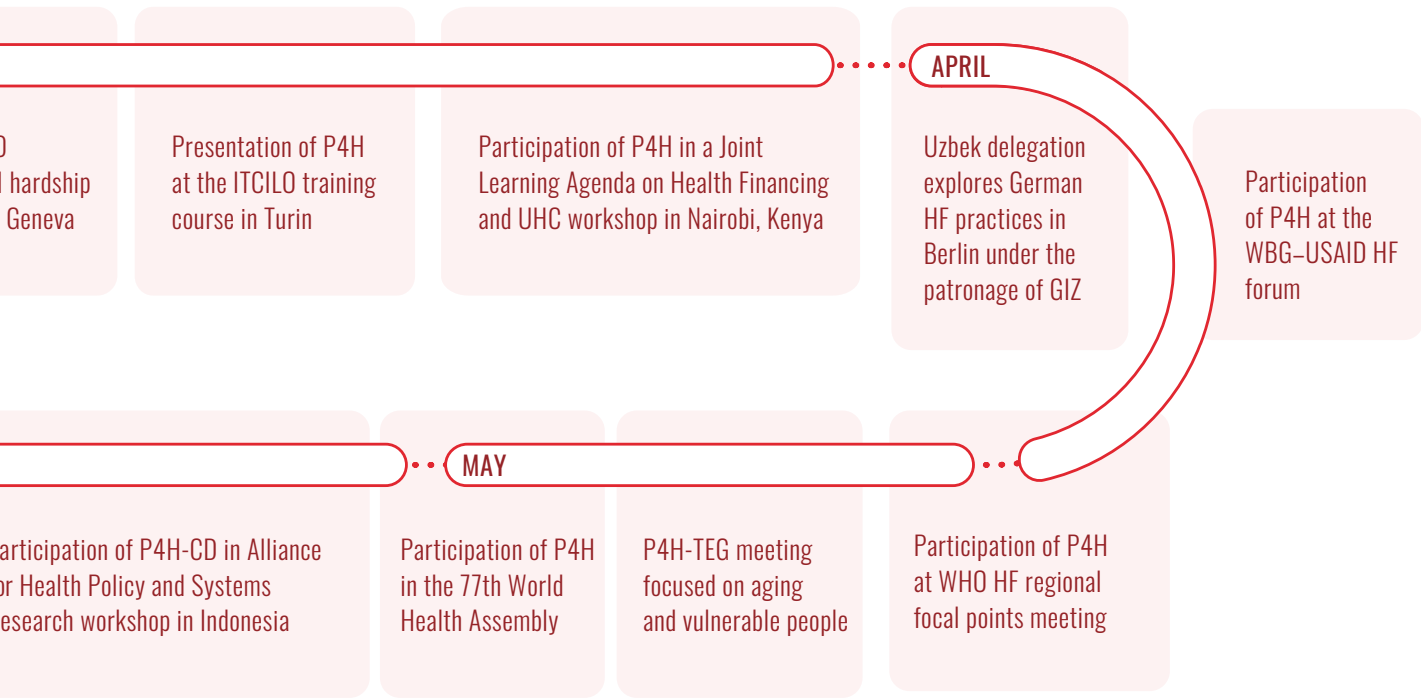 hardship
Geneva
Presentation of P4H
at the ITCILO training
course in Turin
Participation of P4H in a Joint
Learning Agenda on Health Financing
and UHC workshop in Nairobi, Kenya
APRIL
Uzbek delegation
explores German
HF practices in
Berlin under the
patronage of GIZ
Participation
of P4H at the
WBG–USAID HF
forum
articipation of P4H-CD in Alliance
or Health Policy and Systems
esearch workshop in Indonesia
MAY
Participation of P4H
in the 77th World
Health Assembly
P4H-TEG meeting
focused on aging
and vulnerable people
Participation of P4H
at WHO HF regional
focal points meeting